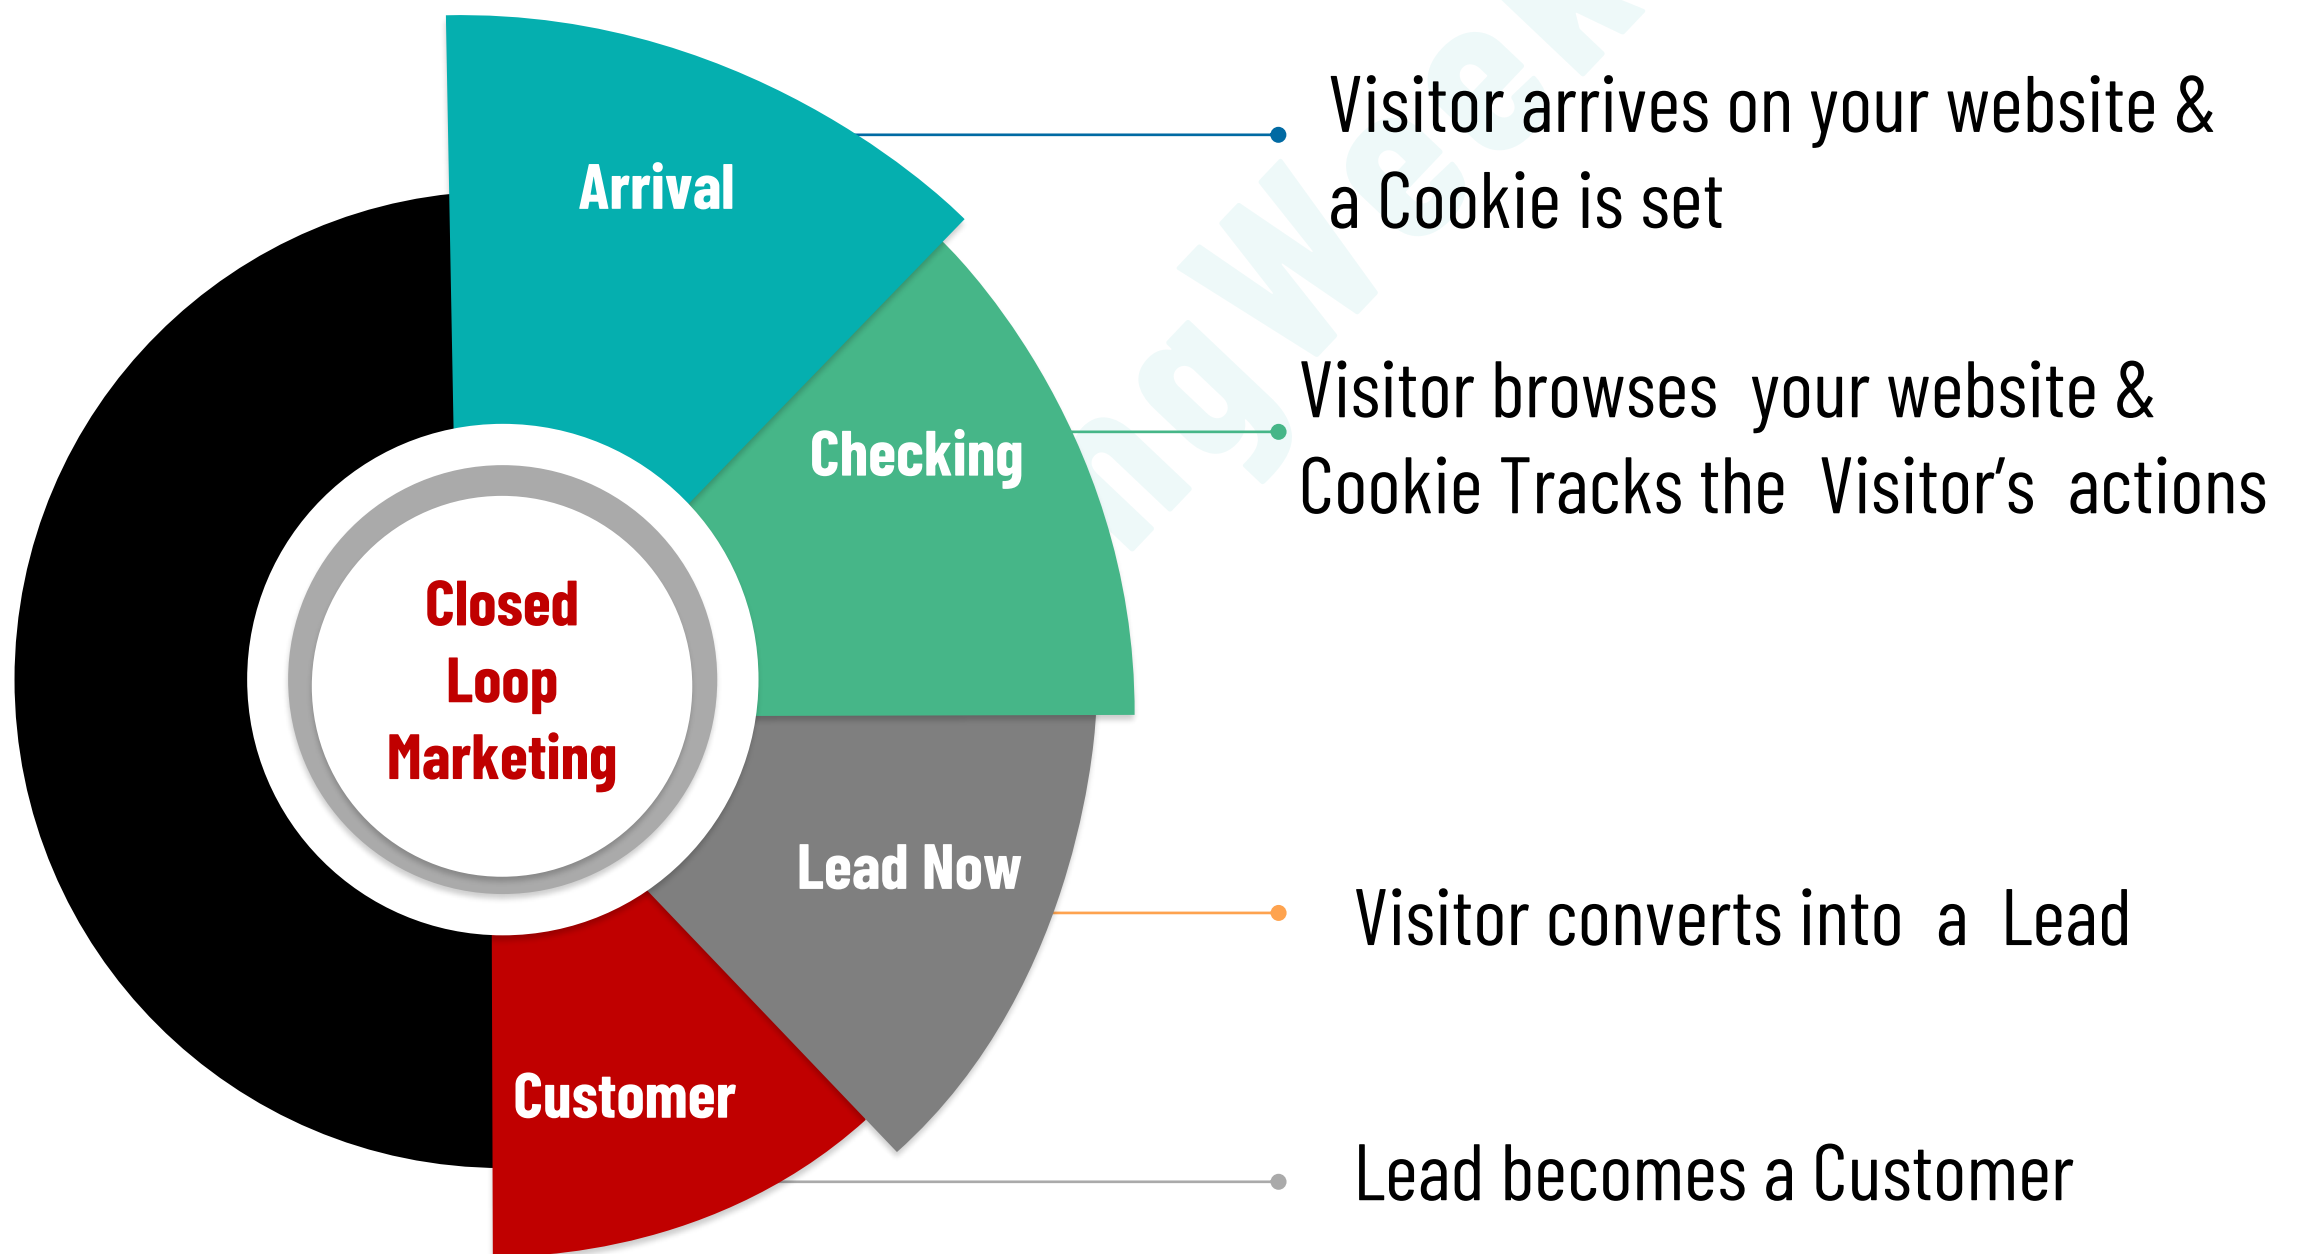 Arrival
Visitor arrives on your website &
a Cookie is set
Checking
Visitor browses your website &
Cookie Tracks the Visitor’s actions
Closed
Loop
Marketing
Lead Now
Visitor converts into a Lead
Customer
Lead becomes a Customer